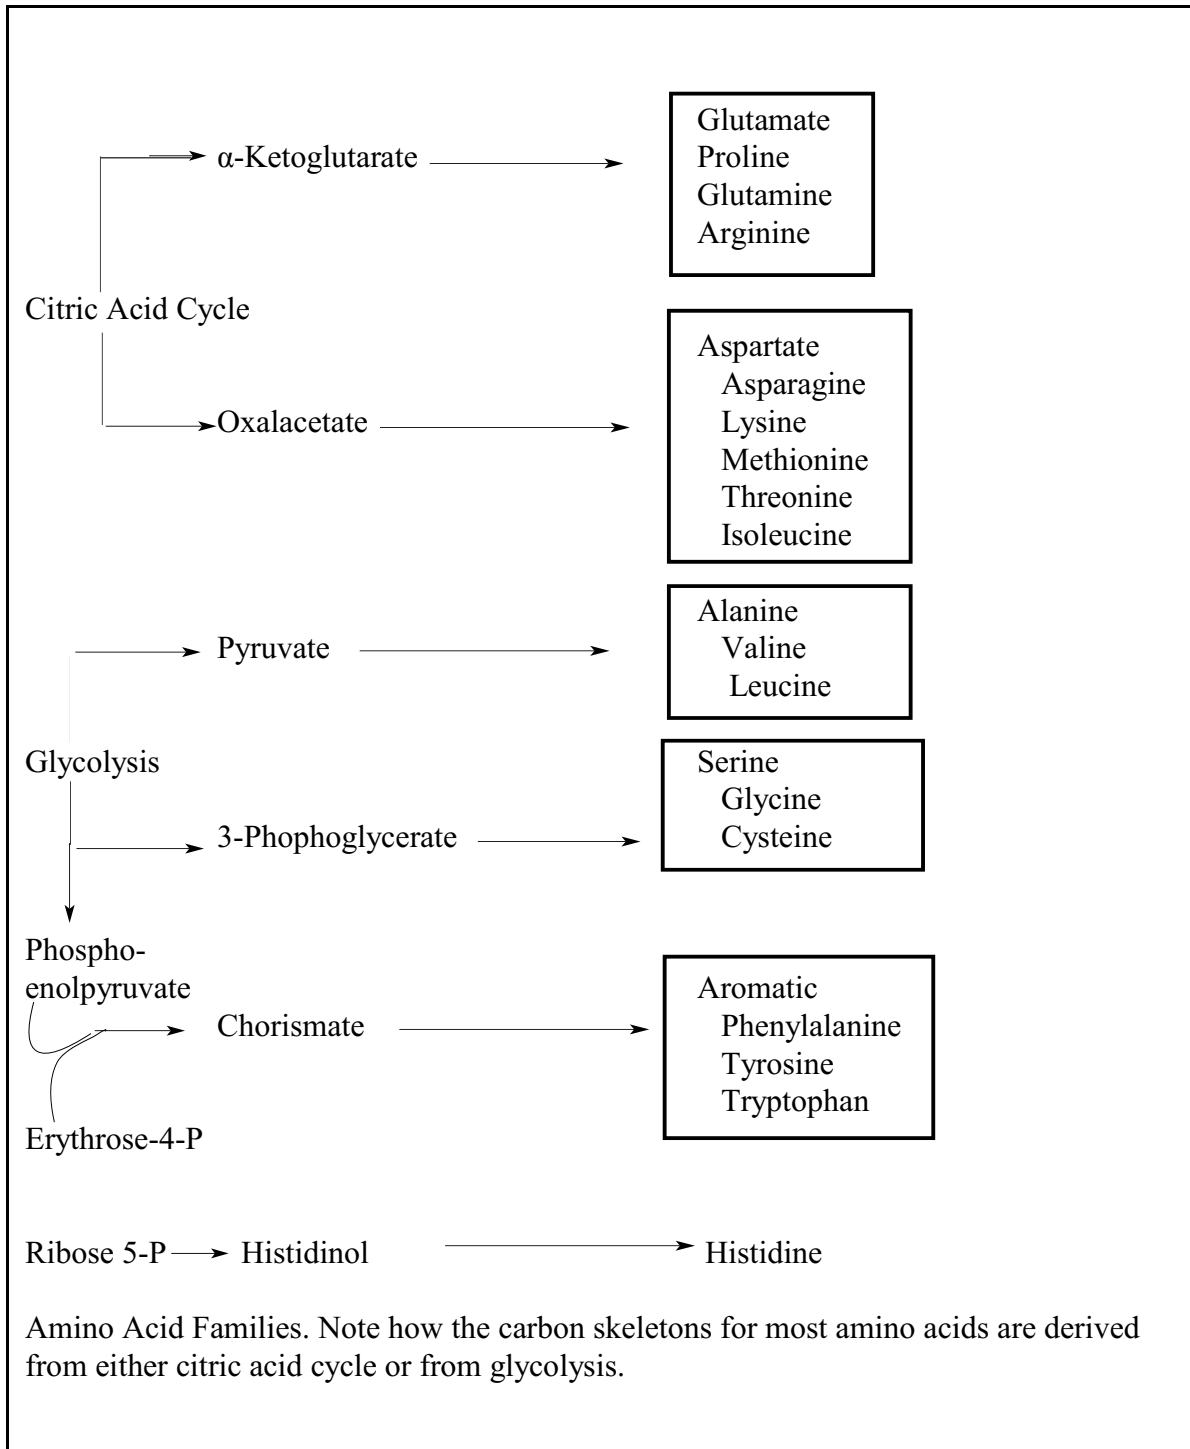 α-Ketoglutarate
Glutamate
Proline
Glutamine
Arginine
Citric Acid Cycle
Oxalacetate
Aspartate
Asparagine
Lysine
Methionine
Threonine
Isoleucine
Pyruvate
Alanine
Valine
Leucine
Glycolysis
3-Phophoglycerate
Serine
Glycine
Cysteine
Phospho-
enolpyruvate
Chorismate
Aromatic
Phenylalanine
Tyrosine
Tryptophan
Erythrose-4-P
Ribose 5-P
Histidinol
Histidine
Amino Acid Families. Note how the carbon skeletons for most amino acids are derived
from either citric acid cycle or from glycolysis.